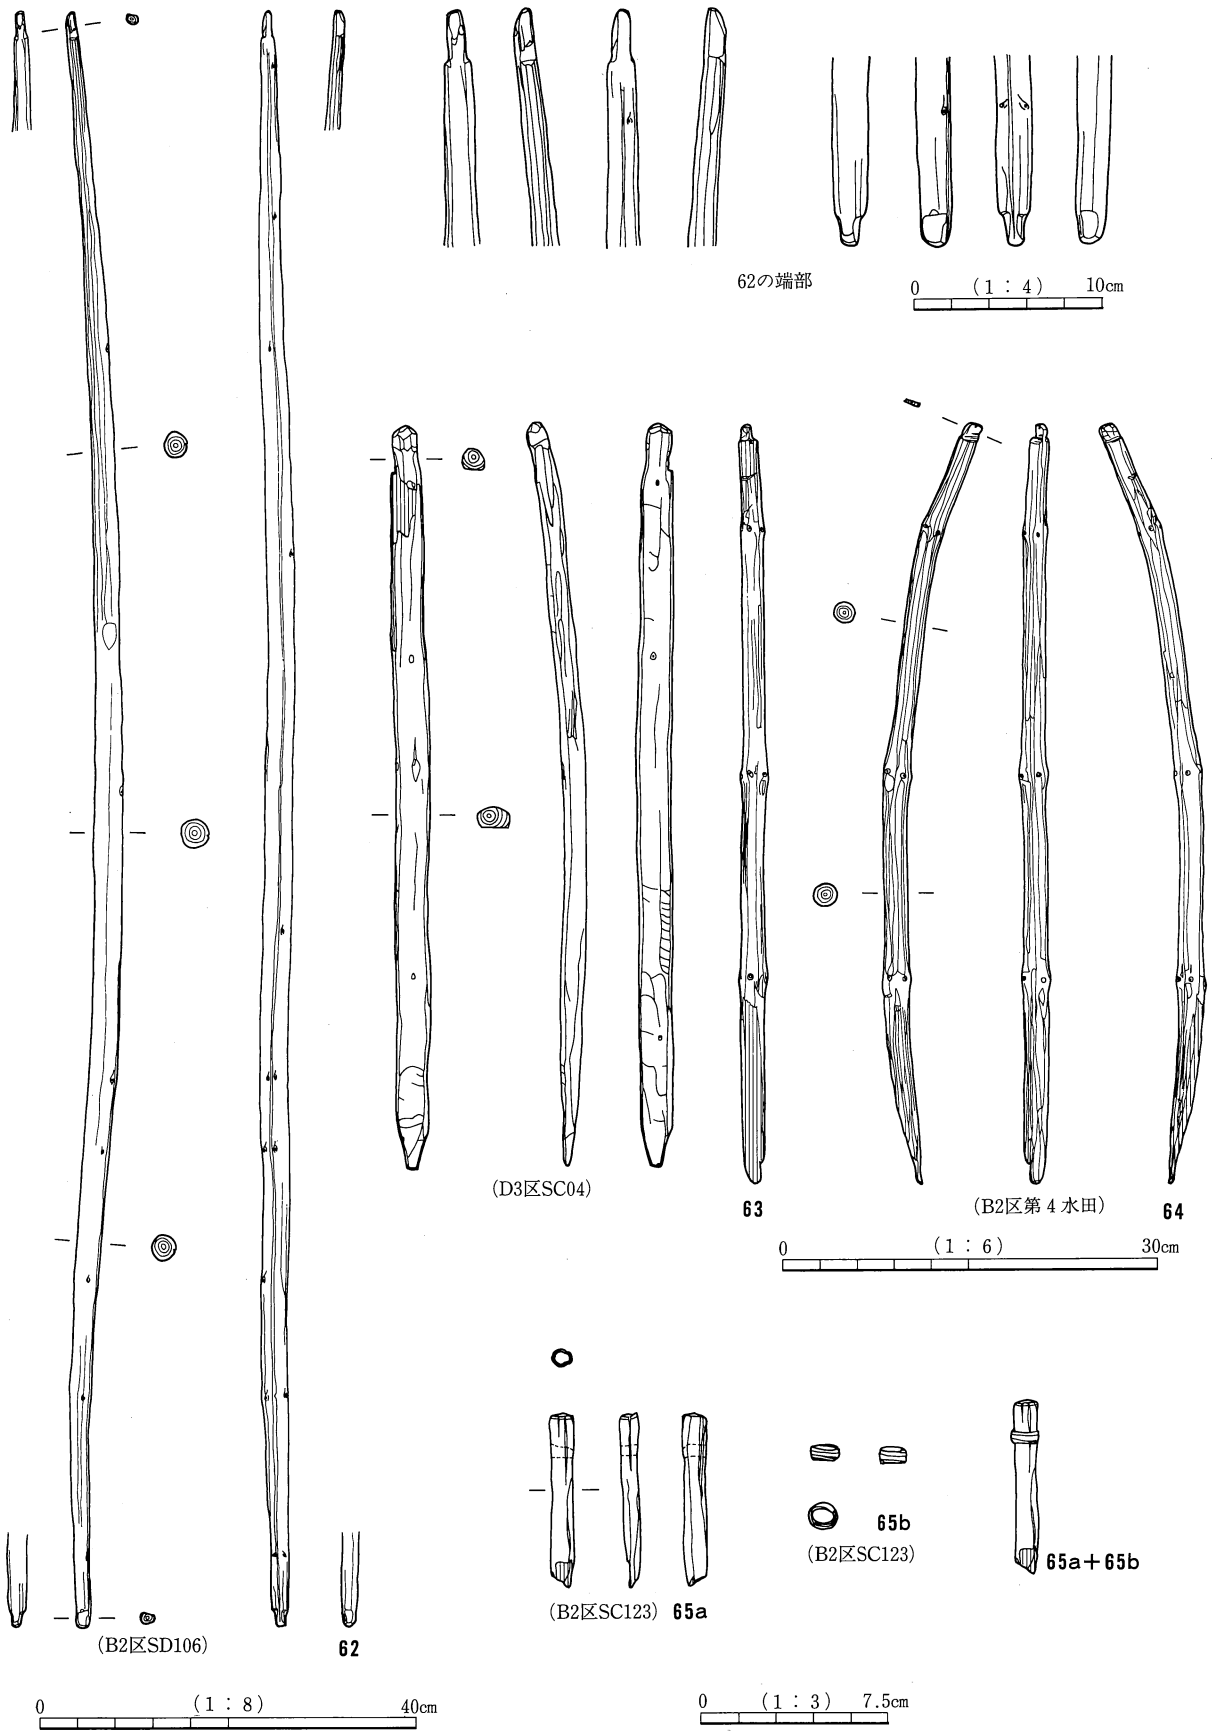 62の端部
0 (1:4) 10cm
(D3区SC04)
63
(B2区第4水田)
64
0 (1:6) 30cm
65b
(B2区SC123)
65a+65b
(B2区SC123) 65a
(B2区SD106)
62
0 (1:8) 40cm
0 (1:3) 7.5cm